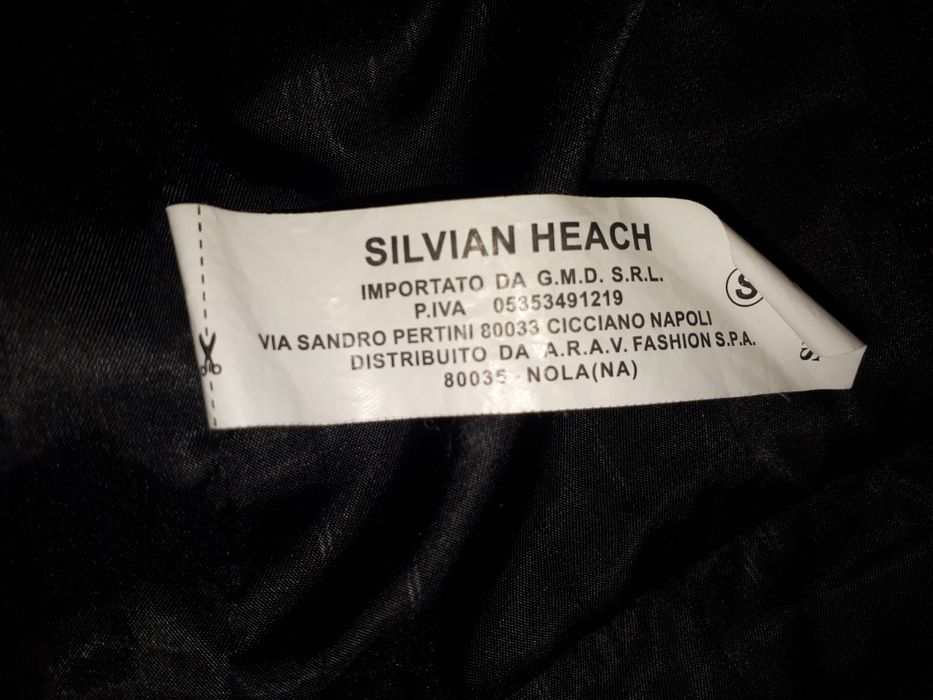 SILVIAN HEACH
IMPORTATO DA G.M.D. S.R.L.
P.IVA 05353491219
VIA SANDRO PERTINI 80033 CICCIANO NAPOLI
DISTRIBUITO DA A.R.A.V. FASHION S.P.A.
80035 - NOLA(NA)
S